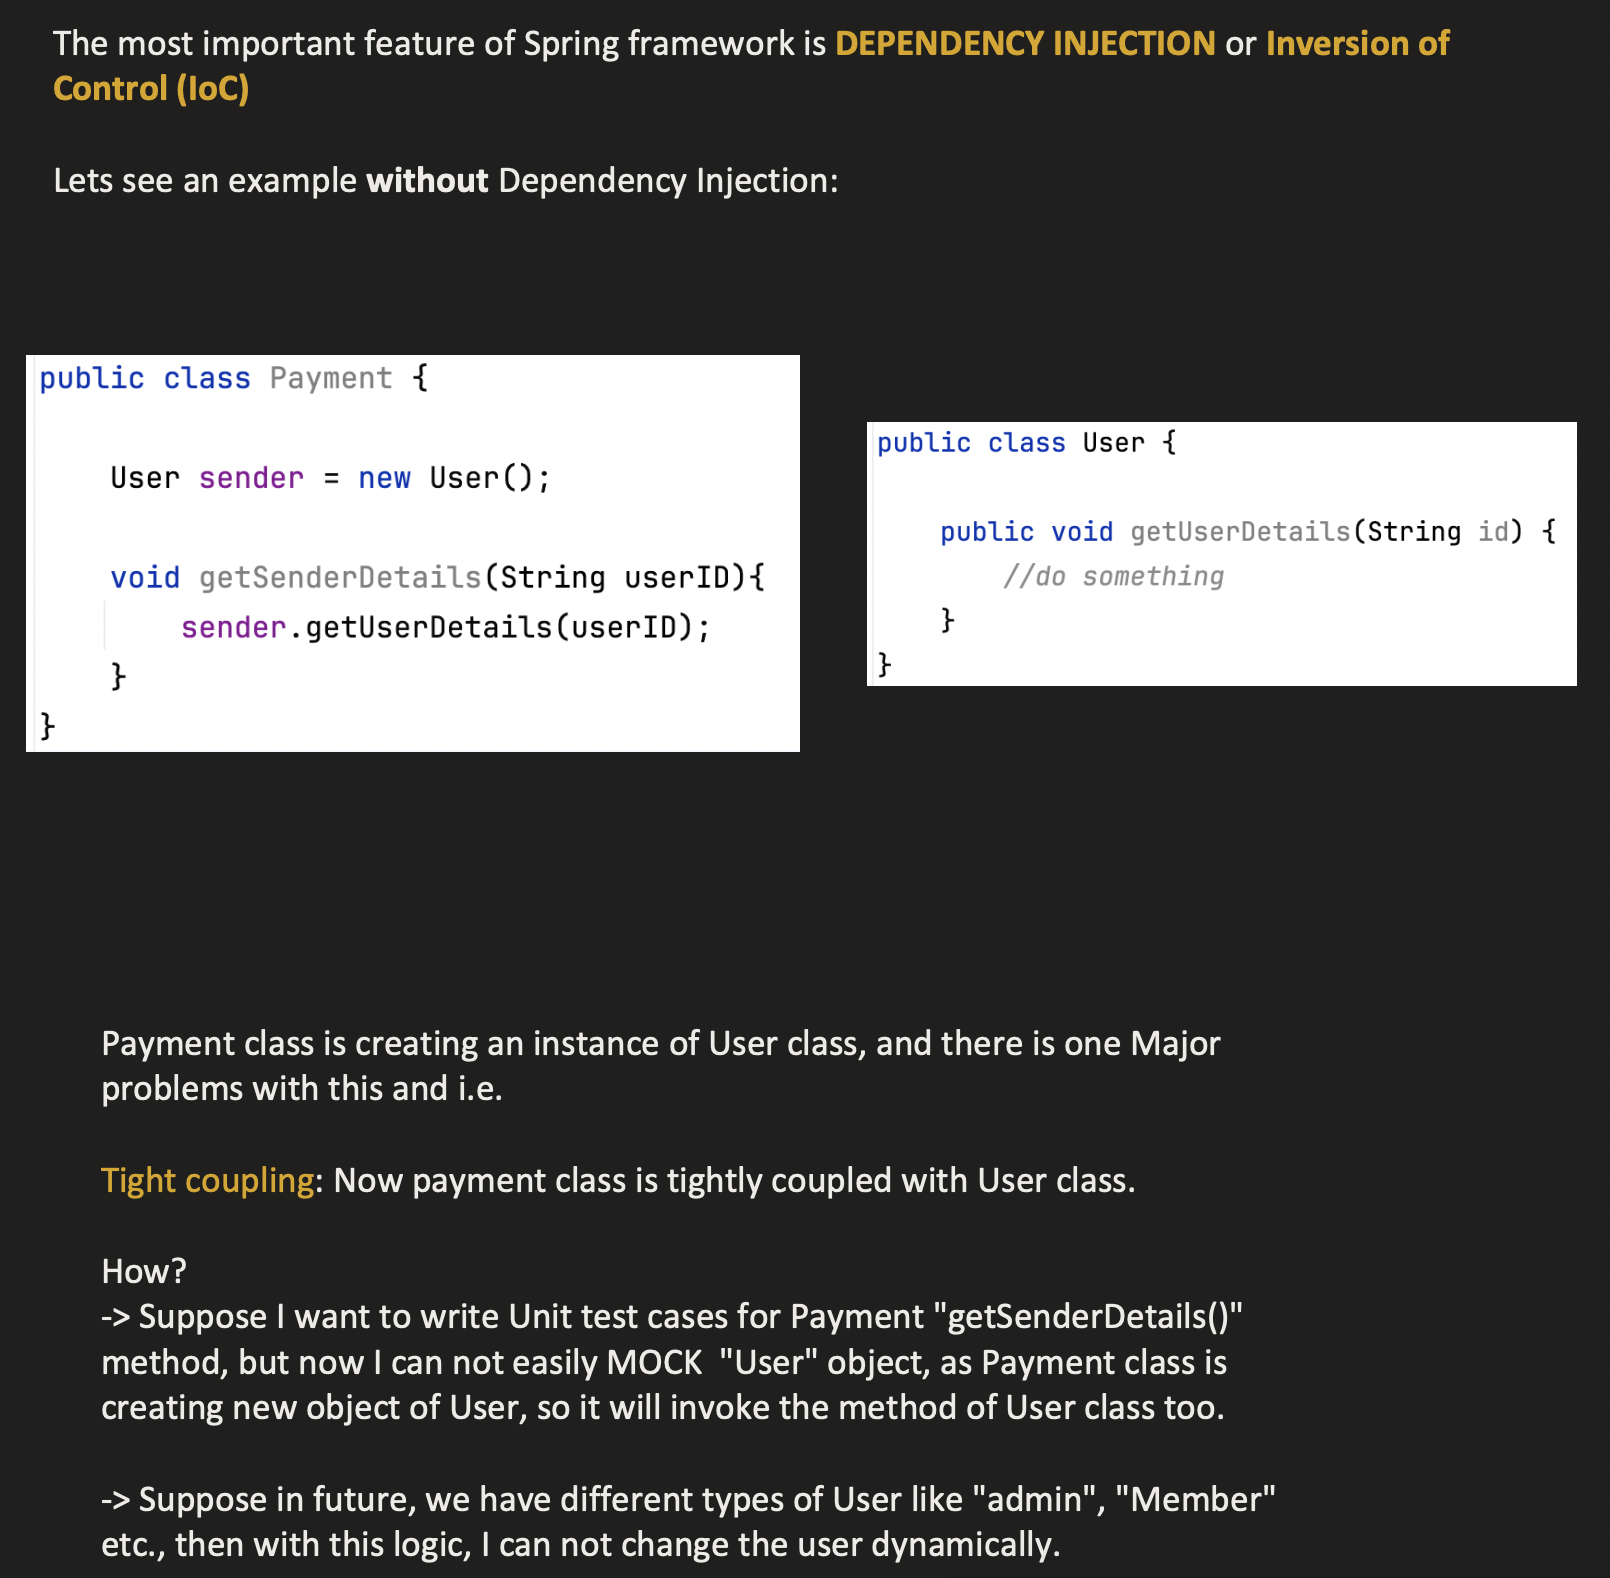 The most important feature of Spring framework is DEPENDENCY INJECTION or Inversion of
Control (IoC)
Lets see an example without Dependency Injection:
public class Payment {
User sender = new User();
void getSenderDetails(String userID){
sender.getUserDetails(userID);
}
}
public class User {
public void getUserDetails(String id) {
//do something
}
}
Payment class is creating an instance of User class, and there is one Major
problems with this and i.e.
Tight coupling: Now payment class is tightly coupled with User class.
How?
-> Suppose I want to write Unit test cases for Payment "getSenderDetails()"
method, but now I can not easily MOCK  "User" object, as Payment class is
creating new object of User, so it will invoke the method of User class too.
-> Suppose in future, we have different types of User like "admin", "Member"
etc., then with this logic, I can not change the user dynamically.